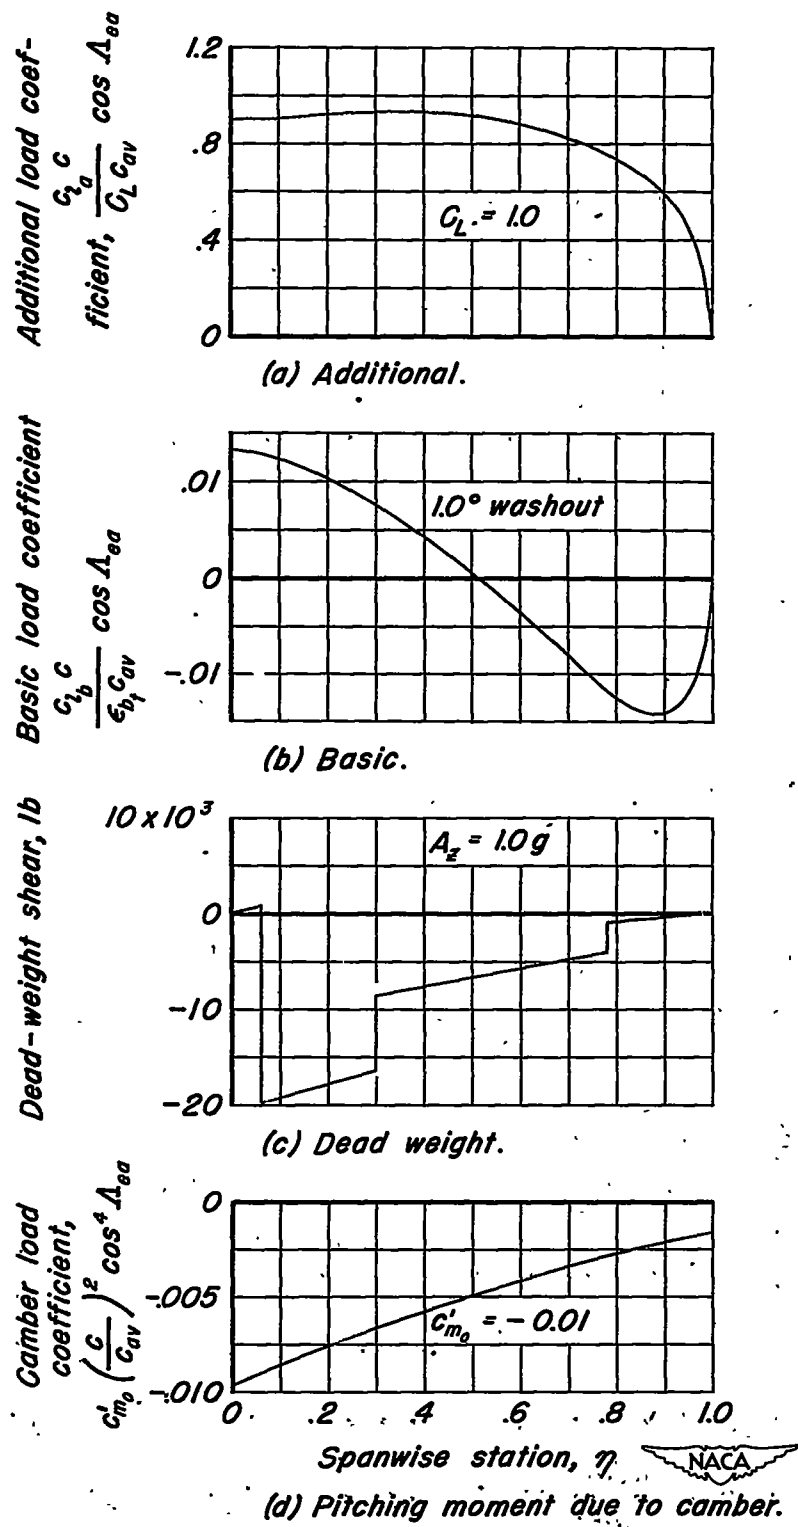 Additional load coef-
ficient, c_{l_a} c / C_L c_{av} cos Λ_{ea}
1.2
.8
.4
0
C_L = 1.0
(a) Additional.
Basic load coefficient
c_{l_b} c / ϵ_{b_t} c_{av} cos Λ_{ea}
.01
0
-.01
1.0° washout
(b) Basic.
Dead-weight shear, lb
10 x 10³
0
-10
-20
A_z = 1.0 g
(c) Dead weight.
Camber load
coefficient,
c'_{m_o} (c / c_{av})² cos⁴ Λ_{ea}
0
-.005
-.010
c'_{m_o} = - 0.01
0 .2 .4 .6 .8 1.0
Spanwise station, η
NACA
(d) Pitching moment due to camber.